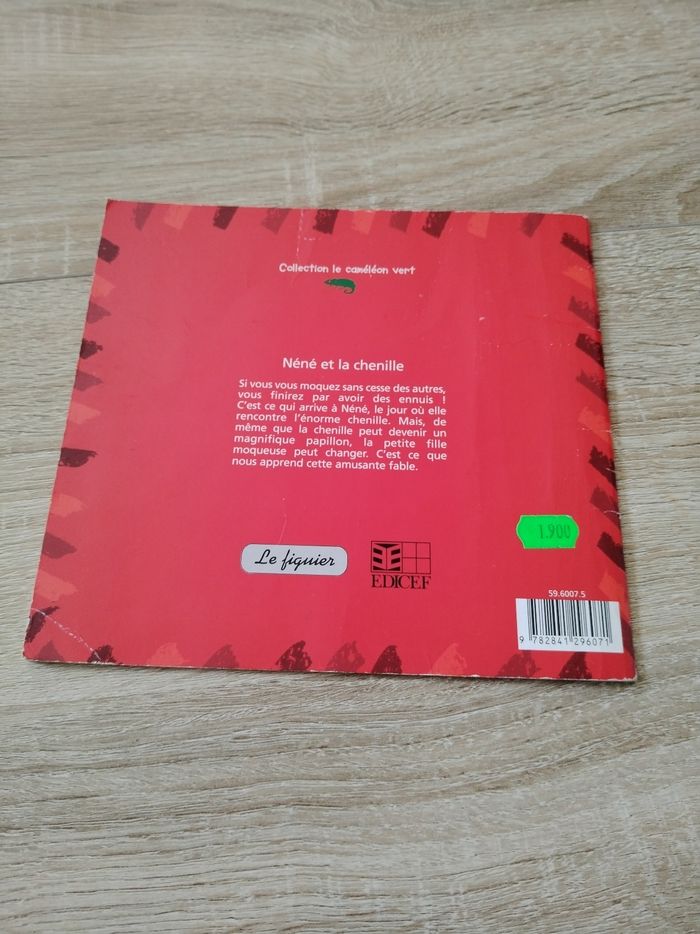 Collection le caméléon vert
Néné et la chenille
Si vous vous moquez sans cesse des autres,
vous finirez par avoir des ennuis !
C'est ce qui arrive à Néné, le jour où elle
rencontre l'énorme chenille. Mais, de
même que la chenille peut devenir un
magnifique papillon, la petite fille
moqueuse peut changer. C'est ce que
nous apprend cette amusante fable.
1.900
Le figuier
EDICEF
59.6007.5
9 782841 296071